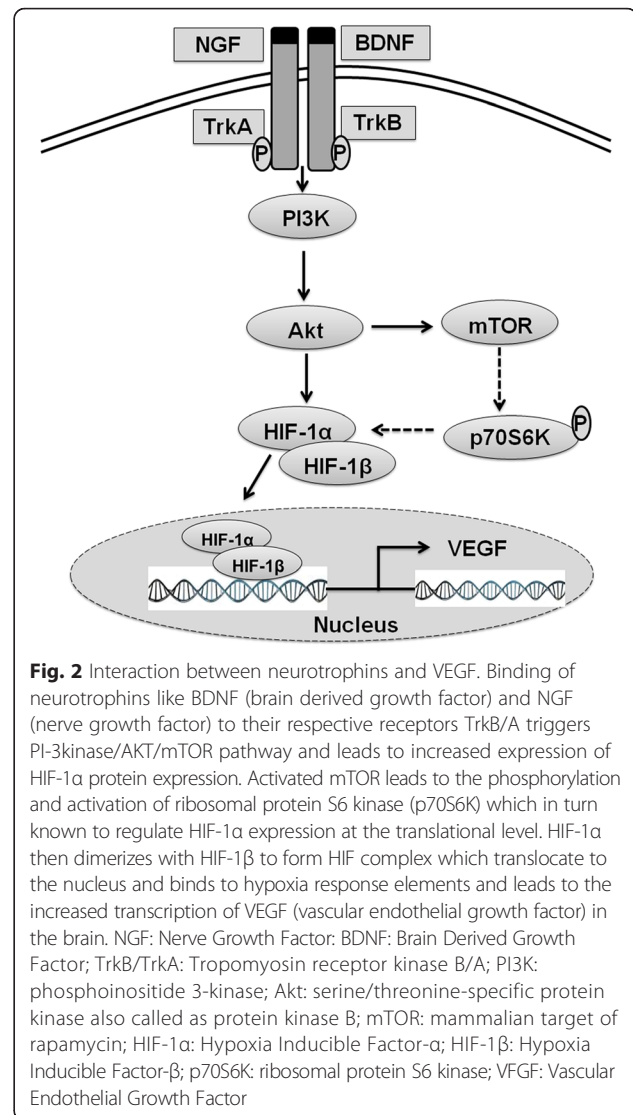 NGF
BDNF
TrkA
TrkB
P
P
PI3K
Akt
mTOR
HIF-1α
p70S6K
P
HIF-1β
HIF-1α
HIF-1β
VEGF
Nucleus
Fig. 2 Interaction between neurotrophins and VEGF. Binding of
neurotrophins like BDNF (brain derived growth factor) and NGF
(nerve growth factor) to their respective receptors TrkB/A triggers
PI-3kinase/AKT/mTOR pathway and leads to increased expression of
HIF-1α protein expression. Activated mTOR leads to the phosphorylation
and activation of ribosomal protein S6 kinase (p70S6K) which in turn
known to regulate HIF-1α expression at the translational level. HIF-1α
then dimerizes with HIF-1β to form HIF complex which translocate to
the nucleus and binds to hypoxia response elements and leads to the
increased transcription of VEGF (vascular endothelial growth factor) in
the brain. NGF: Nerve Growth Factor: BDNF: Brain Derived Growth
Factor; TrkB/TrkA: Tropomyosin receptor kinase B/A; PI3K:
phosphoinositide 3-kinase; Akt: serine/threonine-specific protein
kinase also called as protein kinase B; mTOR: mammalian target of
rapamycin; HIF-1α: Hypoxia Inducible Factor-α; HIF-1β: Hypoxia
Inducible Factor-β; p70S6K: ribosomal protein S6 kinase; VFGF: Vascular
Endothelial Growth Factor